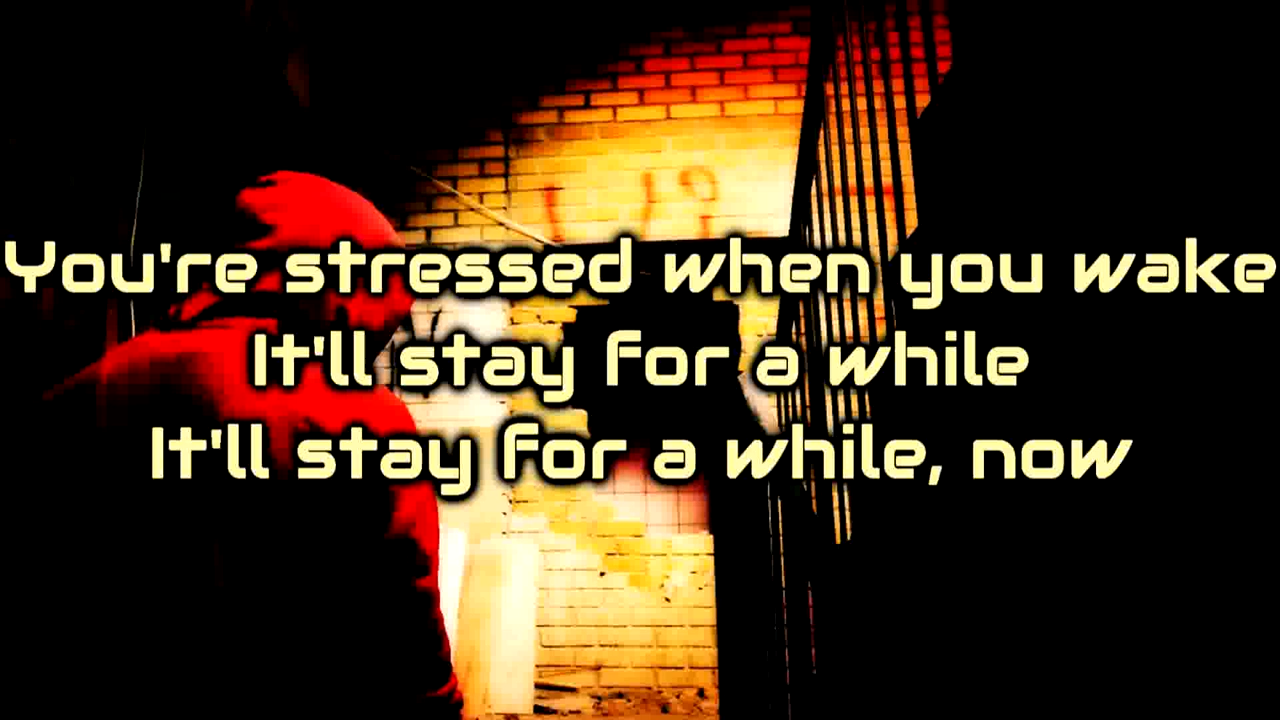 You're stressed when you wake
It'll stay for a while
It'll stay for a while, now